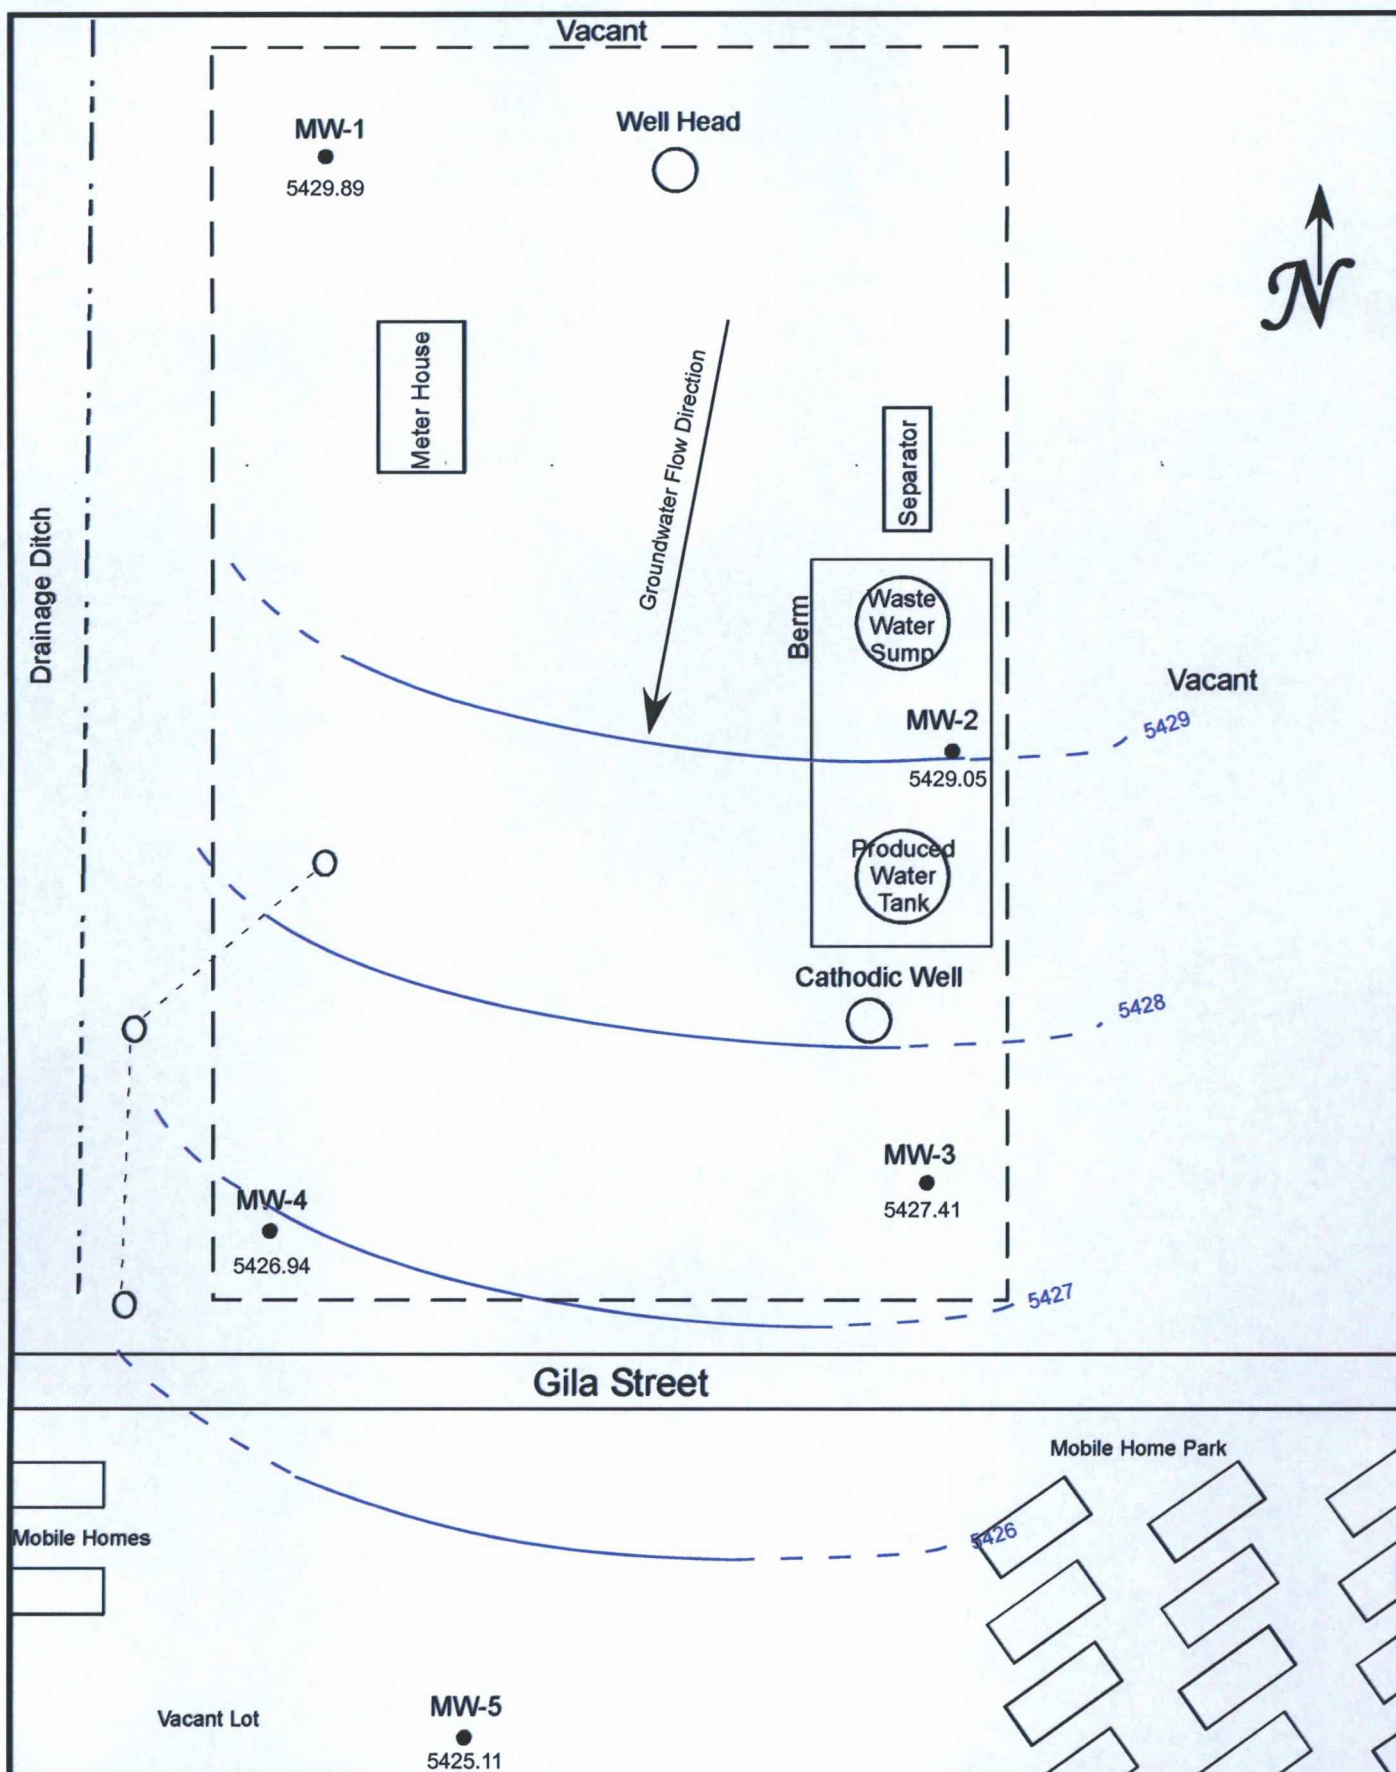 Vacant
MW-1
5429.89
Well Head
N
Meter House
Groundwater Flow Direction
Separator
Drainage Ditch
Berm
Waste
Water
Sump
Vacant
MW-2
5429.05
5429
Produced
Water
Tank
Cathodic Well
5428
MW-3
5427.41
MW-4
5426.94
5427
Gila Street
Mobile Home Park
5426
Mobile Homes
Vacant Lot
MW-5
5425.11